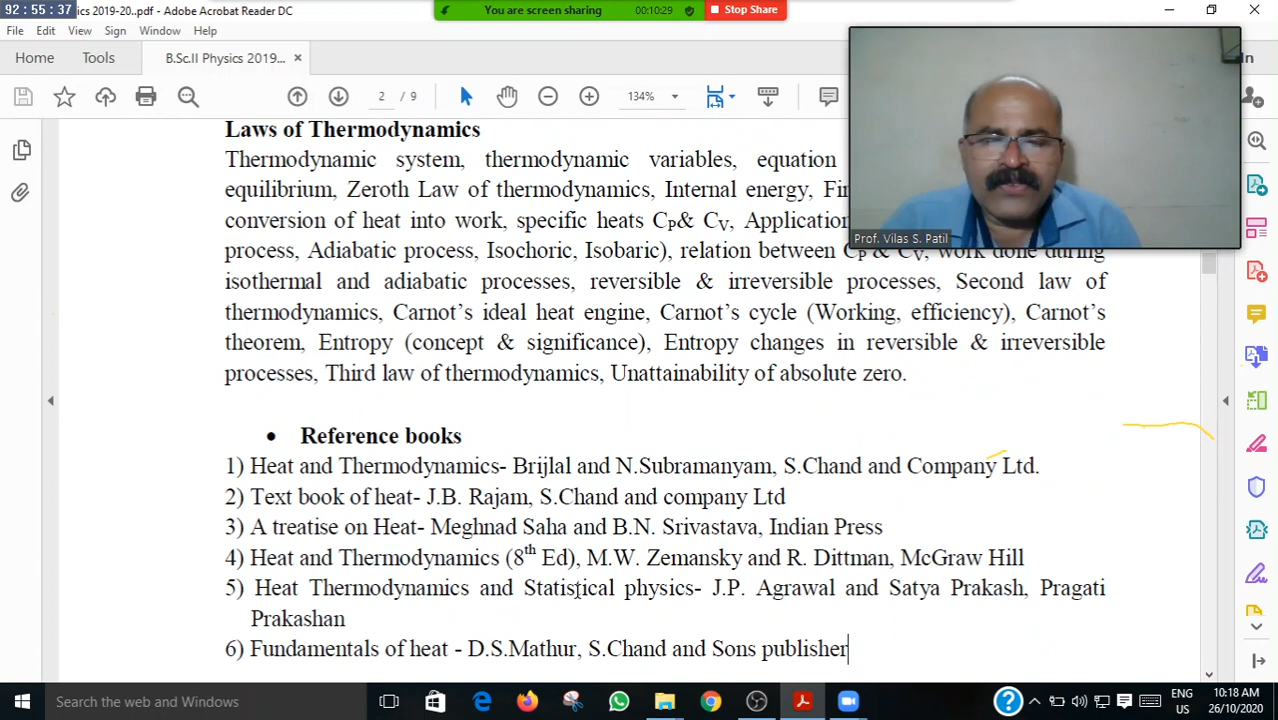 92:55:37
ics 2019-20..pdf - Adobe Acrobat Reader DC
You are screen sharing
00:10:29
Stop Share
File Edit View Sign Window Help
Home Tools B.Sc.II Physics 2019... ×
In
2 / 9
134%
Laws of Thermodynamics
Thermodynamic system, thermodynamic variables, equation
equilibrium, Zeroth Law of thermodynamics, Internal energy,
conversion of heat into work, specific heats CP& CV, Application
process, Adiabatic process, Isochoric, Isobaric), relation between CP & CV, work done during
isothermal and adiabatic processes, reversible & irreversible processes, Second law of
thermodynamics, Carnot’s ideal heat engine, Carnot’s cycle (Working, efficiency), Carnot’s
theorem, Entropy (concept & significance), Entropy changes in reversible & irreversible
processes, Third law of thermodynamics, Unattainability of absolute zero.
Prof. Vilas S. Patil
• Reference books
1) Heat and Thermodynamics- Brijlal and N.Subramanyam, S.Chand and Company Ltd.
2) Text book of heat- J.B. Rajam, S.Chand and company Ltd
3) A treatise on Heat- Meghnad Saha and B.N. Srivastava, Indian Press
4) Heat and Thermodynamics (8th Ed), M.W. Zemansky and R. Dittman, McGraw Hill
5) Heat Thermodynamics and Statistical physics- J.P. Agrawal and Satya Prakash, Pragati
Prakashan
6) Fundamentals of heat - D.S.Mathur, S.Chand and Sons publisher
Search the web and Windows
ENG
US
10:18 AM
26/10/2020